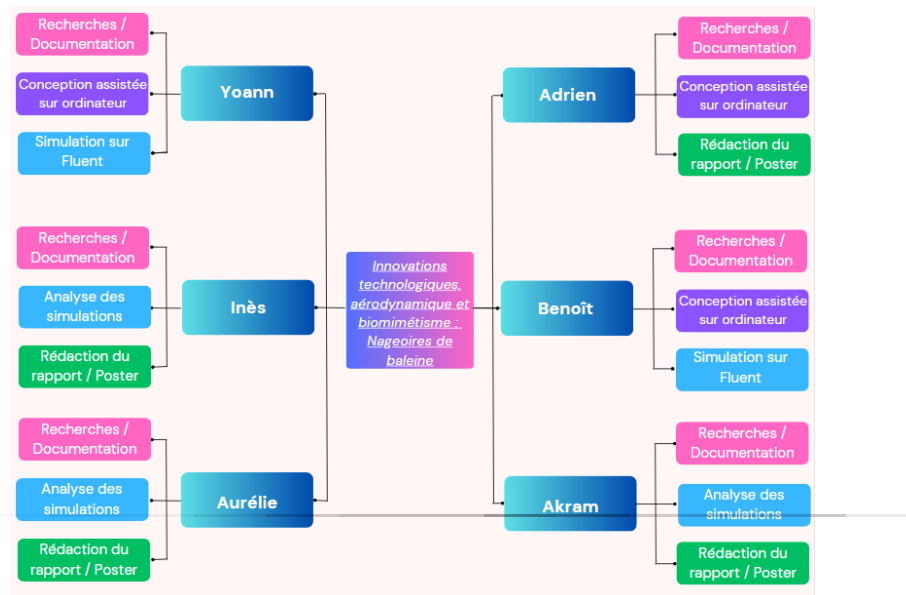 Recherches /
Documentation
Conception assistée
sur ordinateur
Simulation sur
Fluent
Yoann
Recherches /
Documentation
Analyse des
simulations
Rédaction du
rapport / Poster
Inès
Recherches /
Documentation
Analyse des
simulations
Rédaction du
rapport / Poster
Aurélie
Innovations
technologiques,
aérodynamique et
biomimétisme :
Nageoires de
baleine
Adrien
Recherches /
Documentation
Conception assistée
sur ordinateur
Rédaction du
rapport / Poster
Benoît
Recherches /
Documentation
Conception assistée
sur ordinateur
Simulation sur
Fluent
Akram
Recherches /
Documentation
Analyse des
simulations
Rédaction du
rapport / Poster